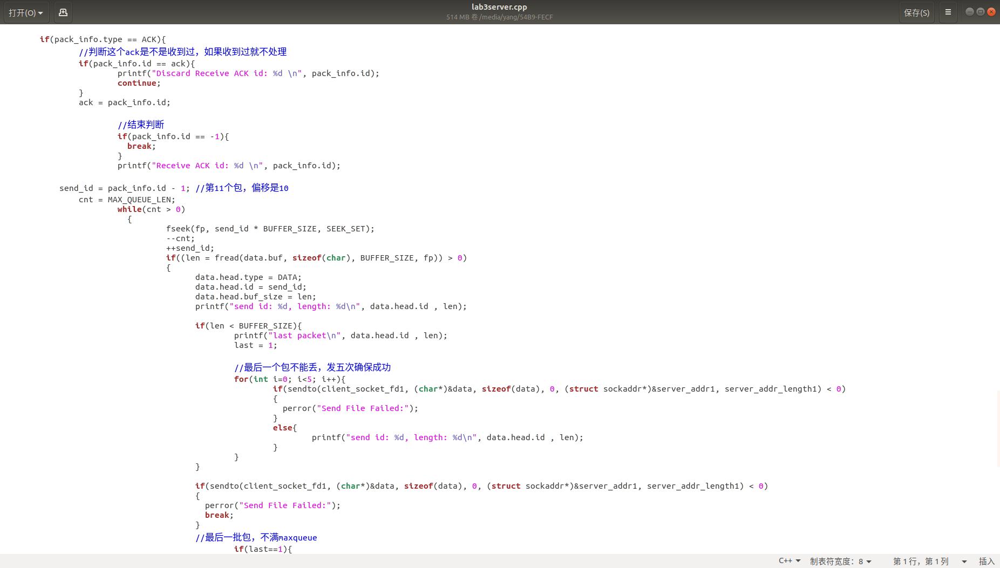 打开(O)
lab3server.cpp
514 MB 卷 /media/yang/54B9-FECF
保存(S)
if(pack_info.type == ACK){
//判断这个ack是不是收到过，如果收到过就不处理
if(pack_info.id == ack){
printf("Discard Receive ACK id: %d \n", pack_info.id);
continue;
}
ack = pack_info.id;
//结束判断
if(pack_info.id == -1){
break;
}
printf("Receive ACK id: %d \n", pack_info.id);
send_id = pack_info.id - 1; //第11个包，偏移是10
cnt = MAX_QUEUE_LEN;
while(cnt > 0)
{
fseek(fp, send_id * BUFFER_SIZE, SEEK_SET);
--cnt;
++send_id;
if((len = fread(data.buf, sizeof(char), BUFFER_SIZE, fp)) > 0)
{
data.head.type = DATA;
data.head.id = send_id;
data.head.buf_size = len;
printf("send id: %d, length: %d\n", data.head.id , len);
if(len < BUFFER_SIZE){
printf("last packet\n", data.head.id , len);
last = 1;
//最后一个包不能丢，发五次确保成功
for(int i=0; i<5; i++){
if(sendto(client_socket_fd1, (char*)&data, sizeof(data), 0, (struct sockaddr*)&server_addr1, server_addr_length1) < 0)
{
perror("Send File Failed:");
}
else{
printf("send id: %d, length: %d\n", data.head.id , len);
}
}
}
if(sendto(client_socket_fd1, (char*)&data, sizeof(data), 0, (struct sockaddr*)&server_addr1, server_addr_length1) < 0)
{
perror("Send File Failed:");
break;
}
//最后一批包，不满maxqueue
if(last==1){
C++
制表符宽度：8
第 1 行，第 1 列
插入